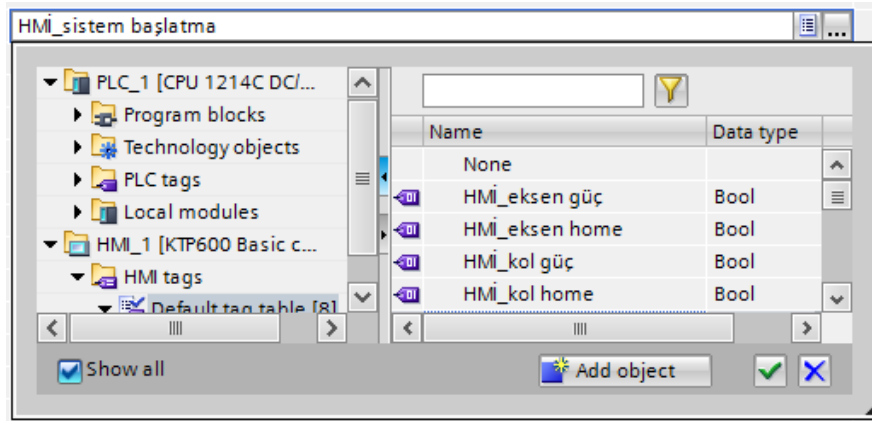 HMİ_sistem başlatma
...
PLC_1 [CPU 1214C DC/...
Program blocks
Technology objects
PLC tags
Local modules
HMI_1 [KTP600 Basic c...
HMI tags
Default tag table [8]
Name Data type
None
HMİ_eksen güç Bool
HMİ_eksen home Bool
HMİ_kol güç Bool
HMİ_kol home Bool
Show all
Add object